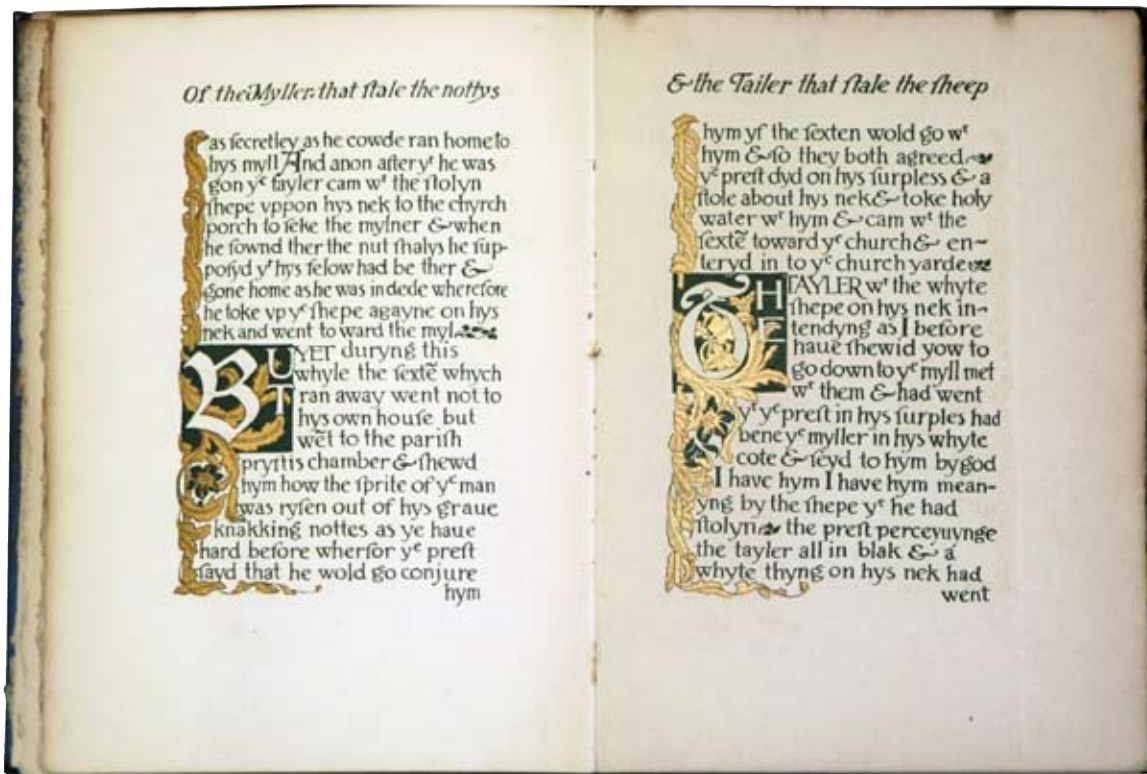 Of the Myller that ſtale the nottys
as ſecretley as he cowde ran home to
hys myll And anon after yᵗ he was
gon yᵉ tayler cam wᵗ the ſtolyn
ſhepe vppon hys nek to the chyrch
porch to ſeke the mylner & when
he fownd ther the nut ſhalys he ſup-
poſyd yᵗ hys felow had be ther &
gone home as he was in dede wherefore
he toke vp yᵉ ſhepe agayne on hys
nek and went to ward the myl
BUT YET duryng this
whyle the ſextē whych
ran away went not to
hys own houſe but
wēt to the pariſh
pryſtis chamber & ſhewd
hym how the ſprite of yᵉ man
was ryſen out of hys graue
knakking nottes as ye haue
hard before wherfor yᵉ preſt
ſayd that he wold go conjure
hym
& the Tailer that ſtale the ſheep
hym yf the ſexten wold go wᵗ
hym & ſo they both agreed
yᵉ preſt dyd on hys ſurpless & a
ſtole about hys nek & toke holy
water wᵗ hym & cam wᵗ the
ſextē toward yᵉ church & en-
teryd in to yᵉ church yarde
THE TAYLER wᵗ the whyte
ſhepe on hys nek in-
tendyng as I before
haue ſhewid yow to
go down to yᵉ myll met
wᵗ them & had went
yᵗ yᵉ preſt in hys ſurples had
bene yᵉ myller in hys whyte
cote & ſeyd to hym by god
I have hym I have hym mean-
yng by the ſhepe yᵗ he had
ſtolyn the preſt perceyuynge
the tayler all in blak & a
whyte thyng on hys nek had
went